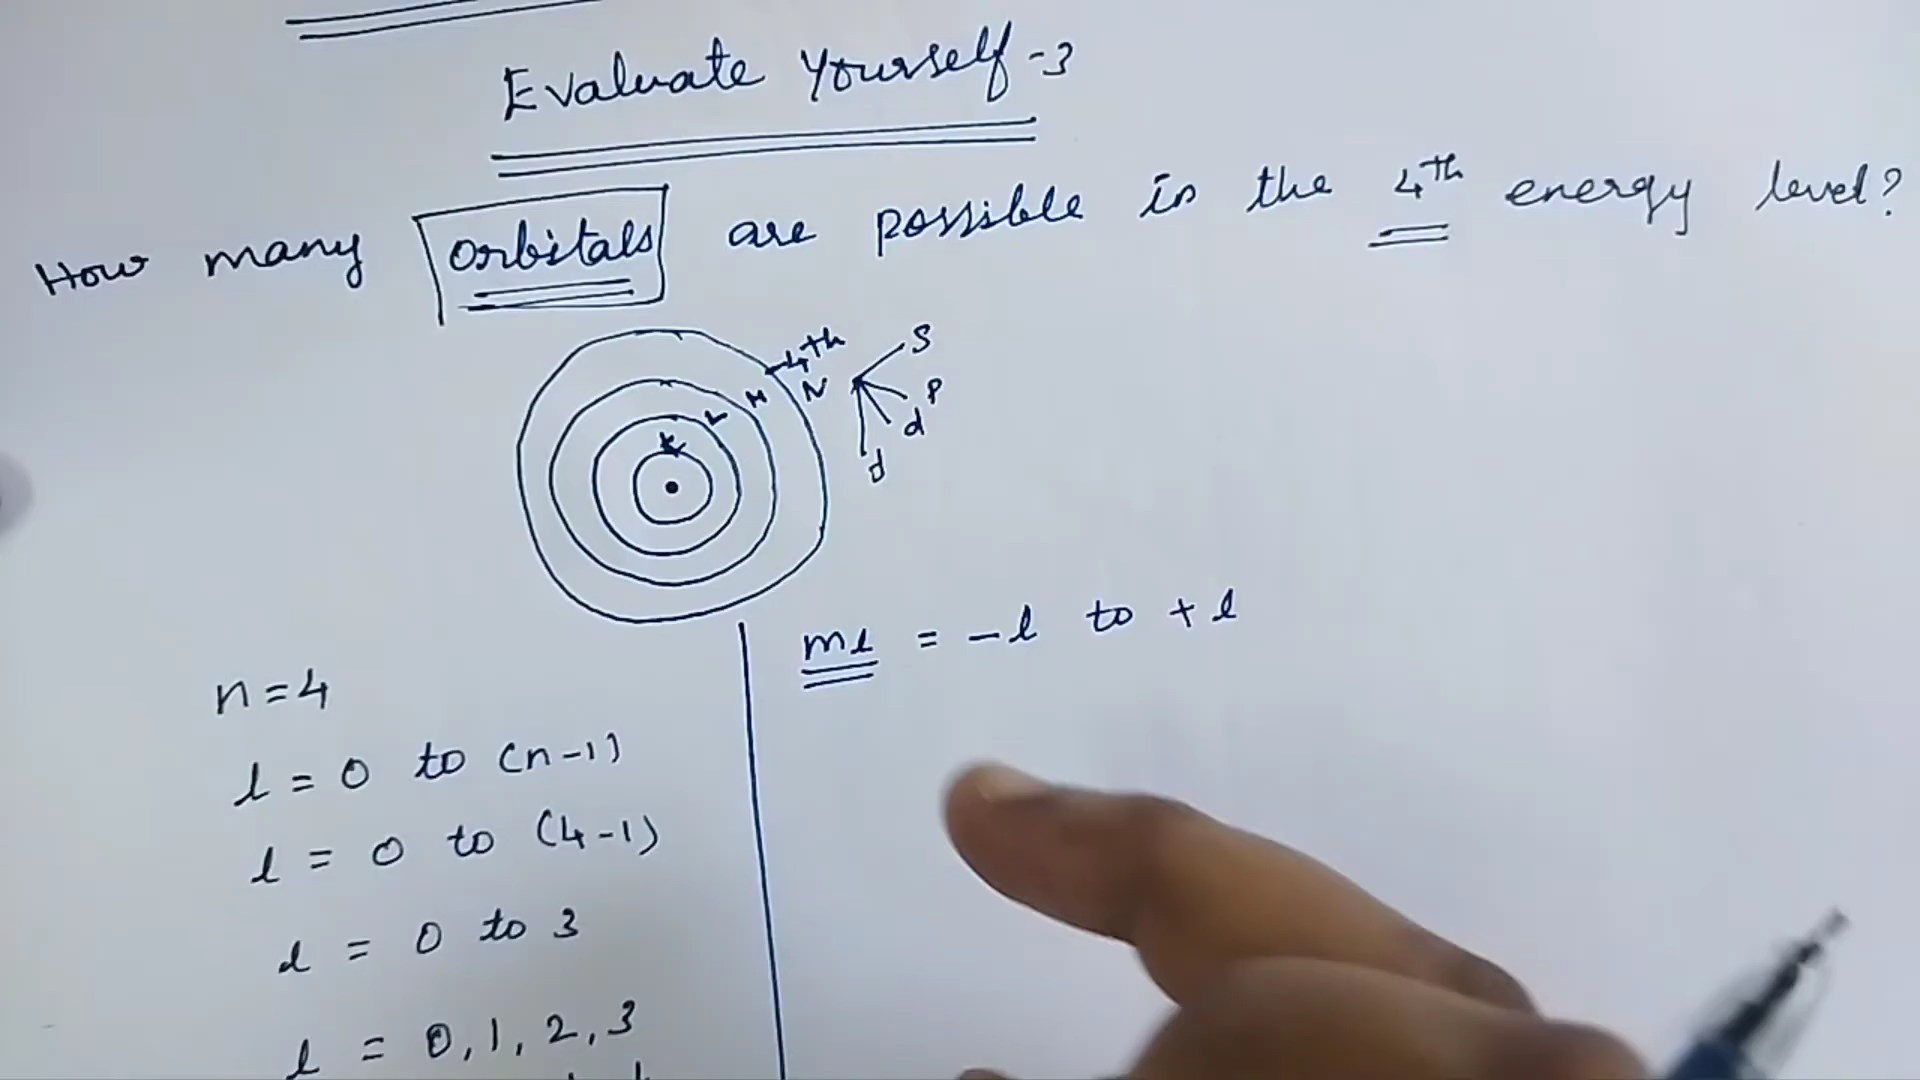 Evaluate Yourself-3
How many orbitals are possible in the 4th energy level?
4th
S
K L M N
P
d
d
ml = -l to +l
n=4
l = 0 to (n-1)
l = 0 to (4-1)
l = 0 to 3
l = 0, 1, 2, 3